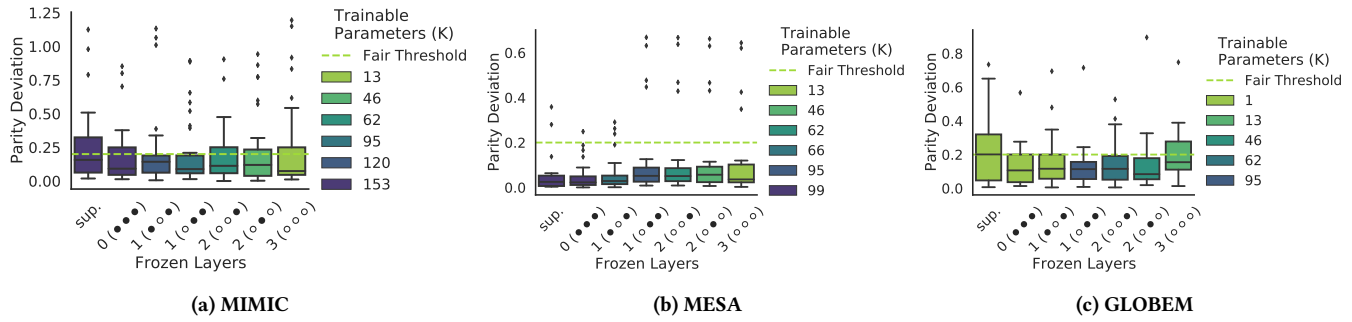 1.25
1.00
0.75
0.50
0.25
0.00
Parity Deviation
sup.
0 (●●●)
1 (●○●)
1 (○●●)
2 (○○●)
2 (○●○)
3 (○○○)
Frozen Layers
Trainable
Parameters (K)
Fair Threshold
13
46
62
95
120
153
(a) MIMIC
0.6
0.4
0.2
0.0
Parity Deviation
sup.
0 (●●●)
1 (●○●)
1 (○●●)
2 (○○●)
2 (○●○)
3 (○○○)
Frozen Layers
Trainable
Parameters (K)
Fair Threshold
13
46
62
66
95
99
(b) MESA
0.8
0.6
0.4
0.2
0.0
Parity Deviation
sup.
0 (●●●)
1 (●○●)
1 (○●●)
2 (○○●)
2 (○●○)
3 (○○○)
Frozen Layers
Trainable
Parameters (K)
Fair Threshold
1
13
46
62
95
(c) GLOBEM